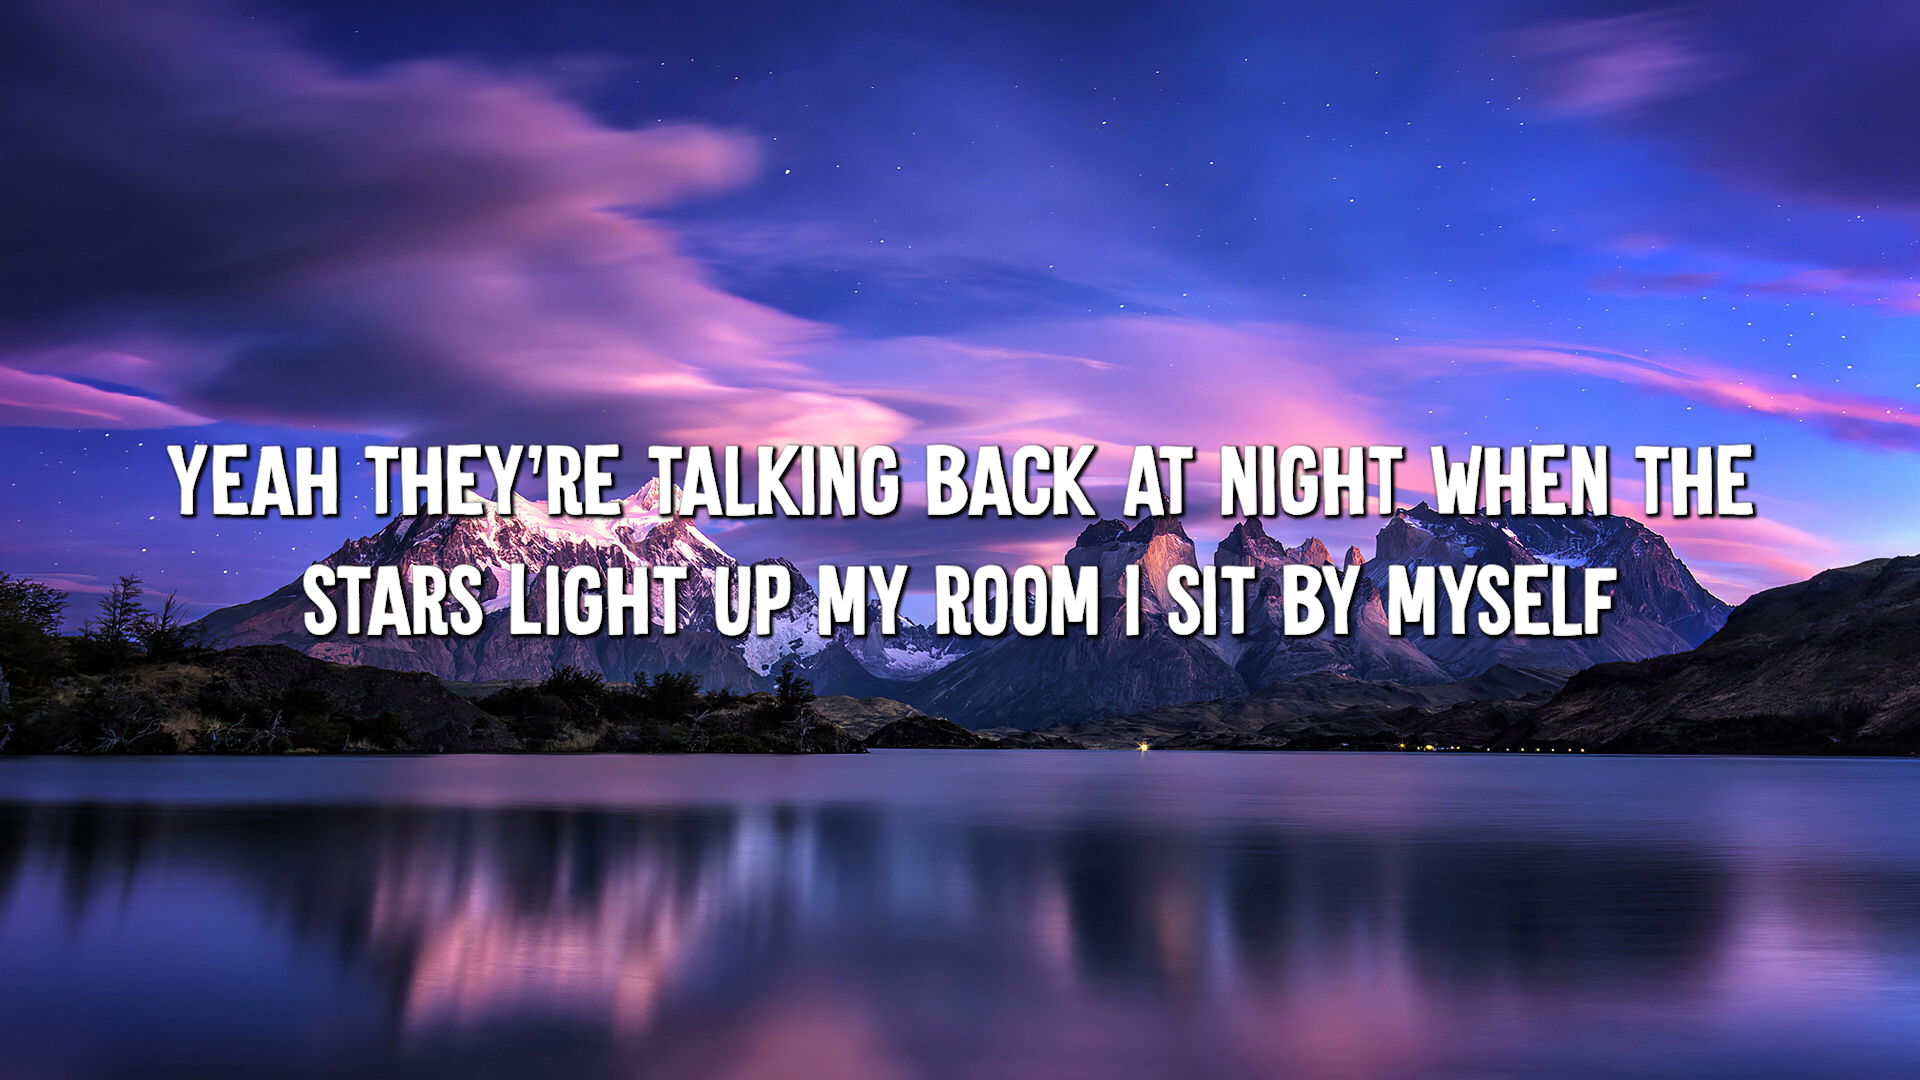 YEAH THEY'RE TALKING BACK AT NIGHT WHEN THE
STARS LIGHT UP MY ROOM I SIT BY MYSELF